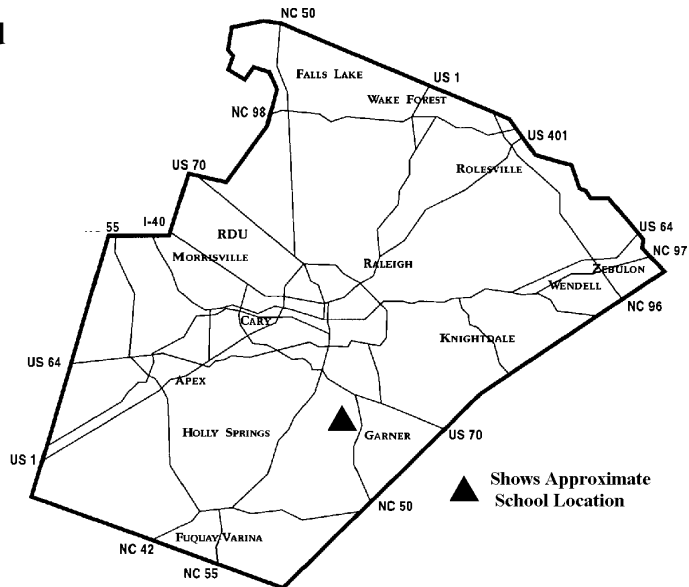 l
NC 50
FALLS LAKE
US 1
WAKE FOREST
NC 98
US 401
US 70
ROLESVILLE
55
I-40
RDU
US 64
MORRISVILLE
RALEIGH
NC 97
ZEBULON
WENDELL
NC 96
CARY
KNIGHTDALE
US 64
APEX
HOLLY SPRINGS
GARNER
US 70
US 1
Shows Approximate
School Location
NC 50
FUQUAY VARINA
NC 42
NC 55